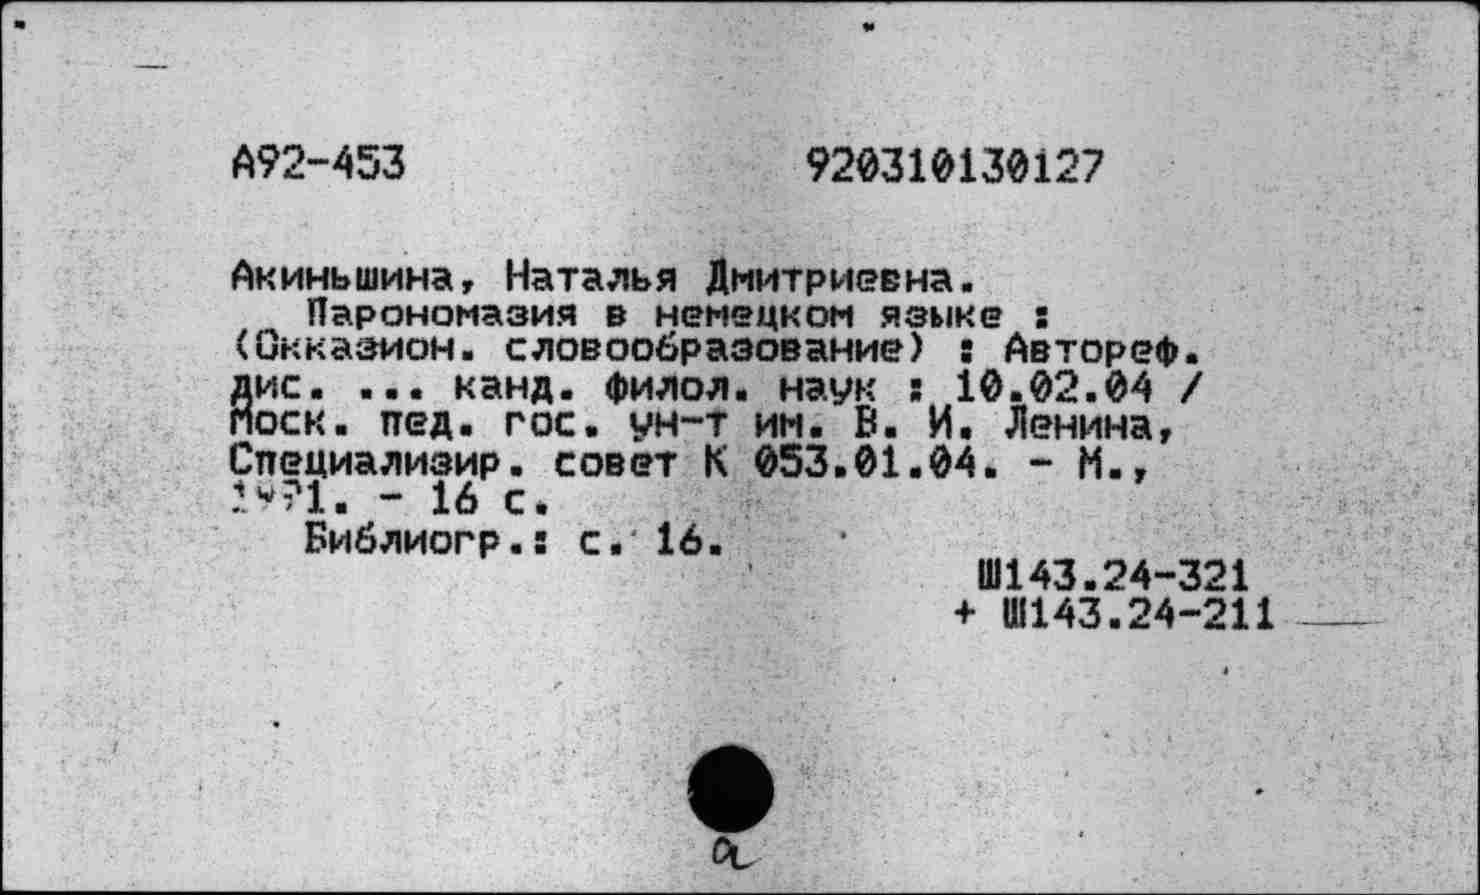 А92-453 920310130127
Акиньшина, Наталья Дмитриевна.
Парономазия в немецком языке :
(Окказион. словообразование) : Автореф.
дис. ... канд. филол. наук : 10.02.04 /
Моск. пед. гос. ун-т им. В. И. Ленина,
Специализир. совет К 053.01.04. - М.,
1991. - 16 с.
Библиогр.: с. 16.
Ш143.24-321
+ Ш143.24-211
а